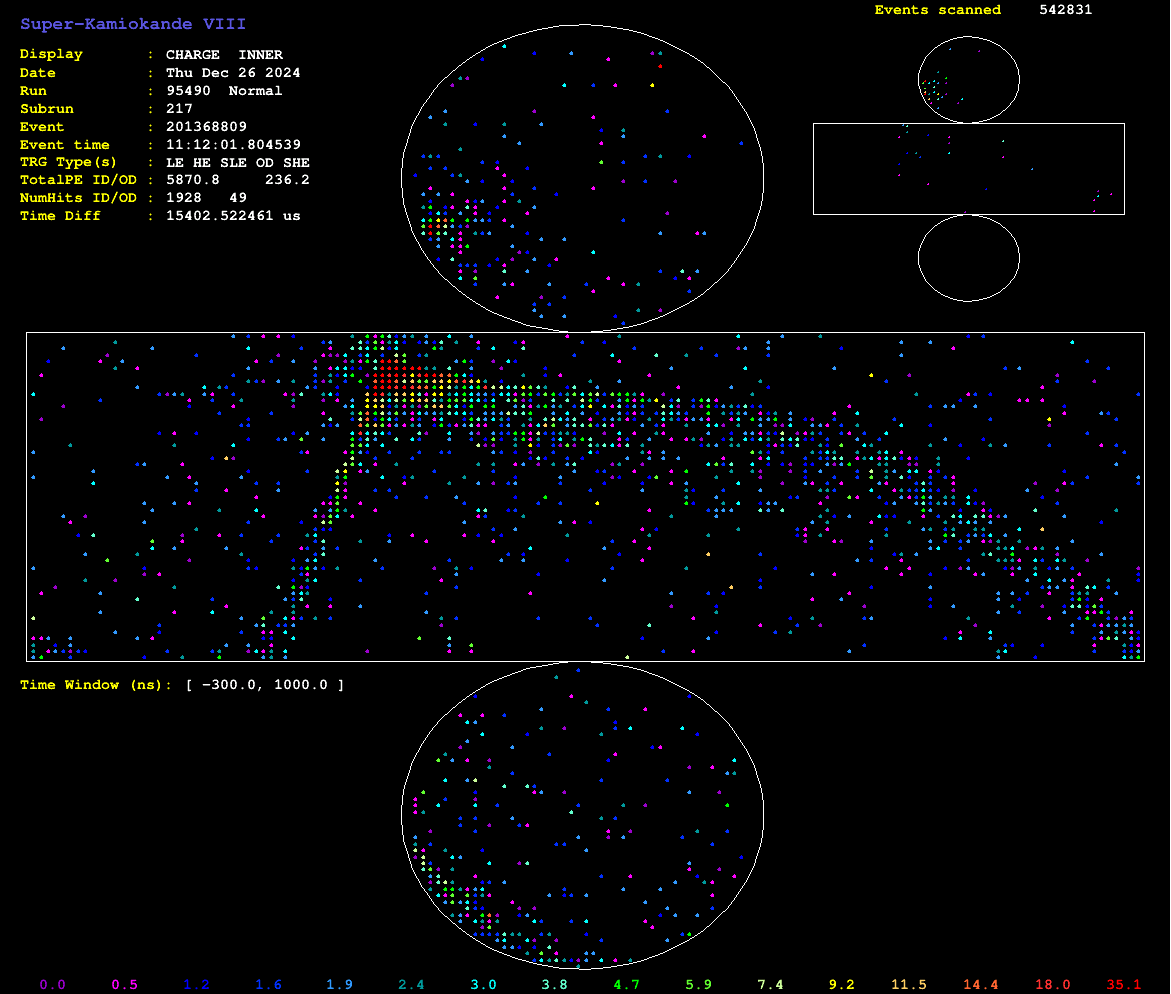 Super-Kamiokande VIII
Events scanned 542831
Display : CHARGE INNER
Date : Thu Dec 26 2024
Run : 95490 Normal
Subrun : 217
Event : 201368809
Event time : 11:12:01.804539
TRG Type(s) : LE HE SLE OD SHE
TotalPE ID/OD : 5870.8 236.2
NumHits ID/OD : 1928 49
Time Diff : 15402.522461 us
Time Window (ns): [ −300.0, 1000.0 ]
0.0 0.5 1.2 1.6 1.9 2.4 3.0 3.8 4.7 5.9 7.4 9.2 11.5 14.4 18.0 35.1